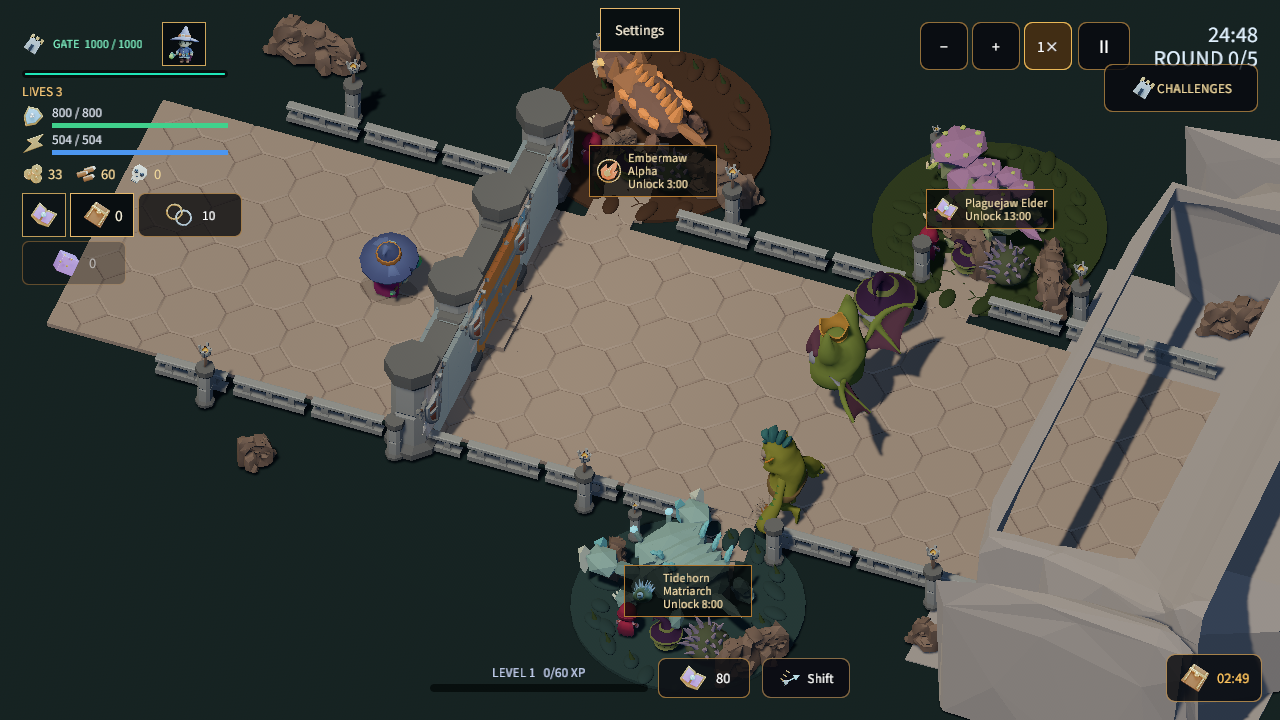 GATE 1000 / 1000
LIVES 3
800 / 800
504 / 504
33
60
0
0
10
0
Settings
−
+
1×
24:48
ROUND 0/5
CHALLENGES
Embermaw
Alpha
Unlock 3:00
Plaguejaw Elder
Unlock 13:00
Tidehorn
Matriarch
Unlock 8:00
LEVEL 1 0/60 XP
80
Shift
02:49